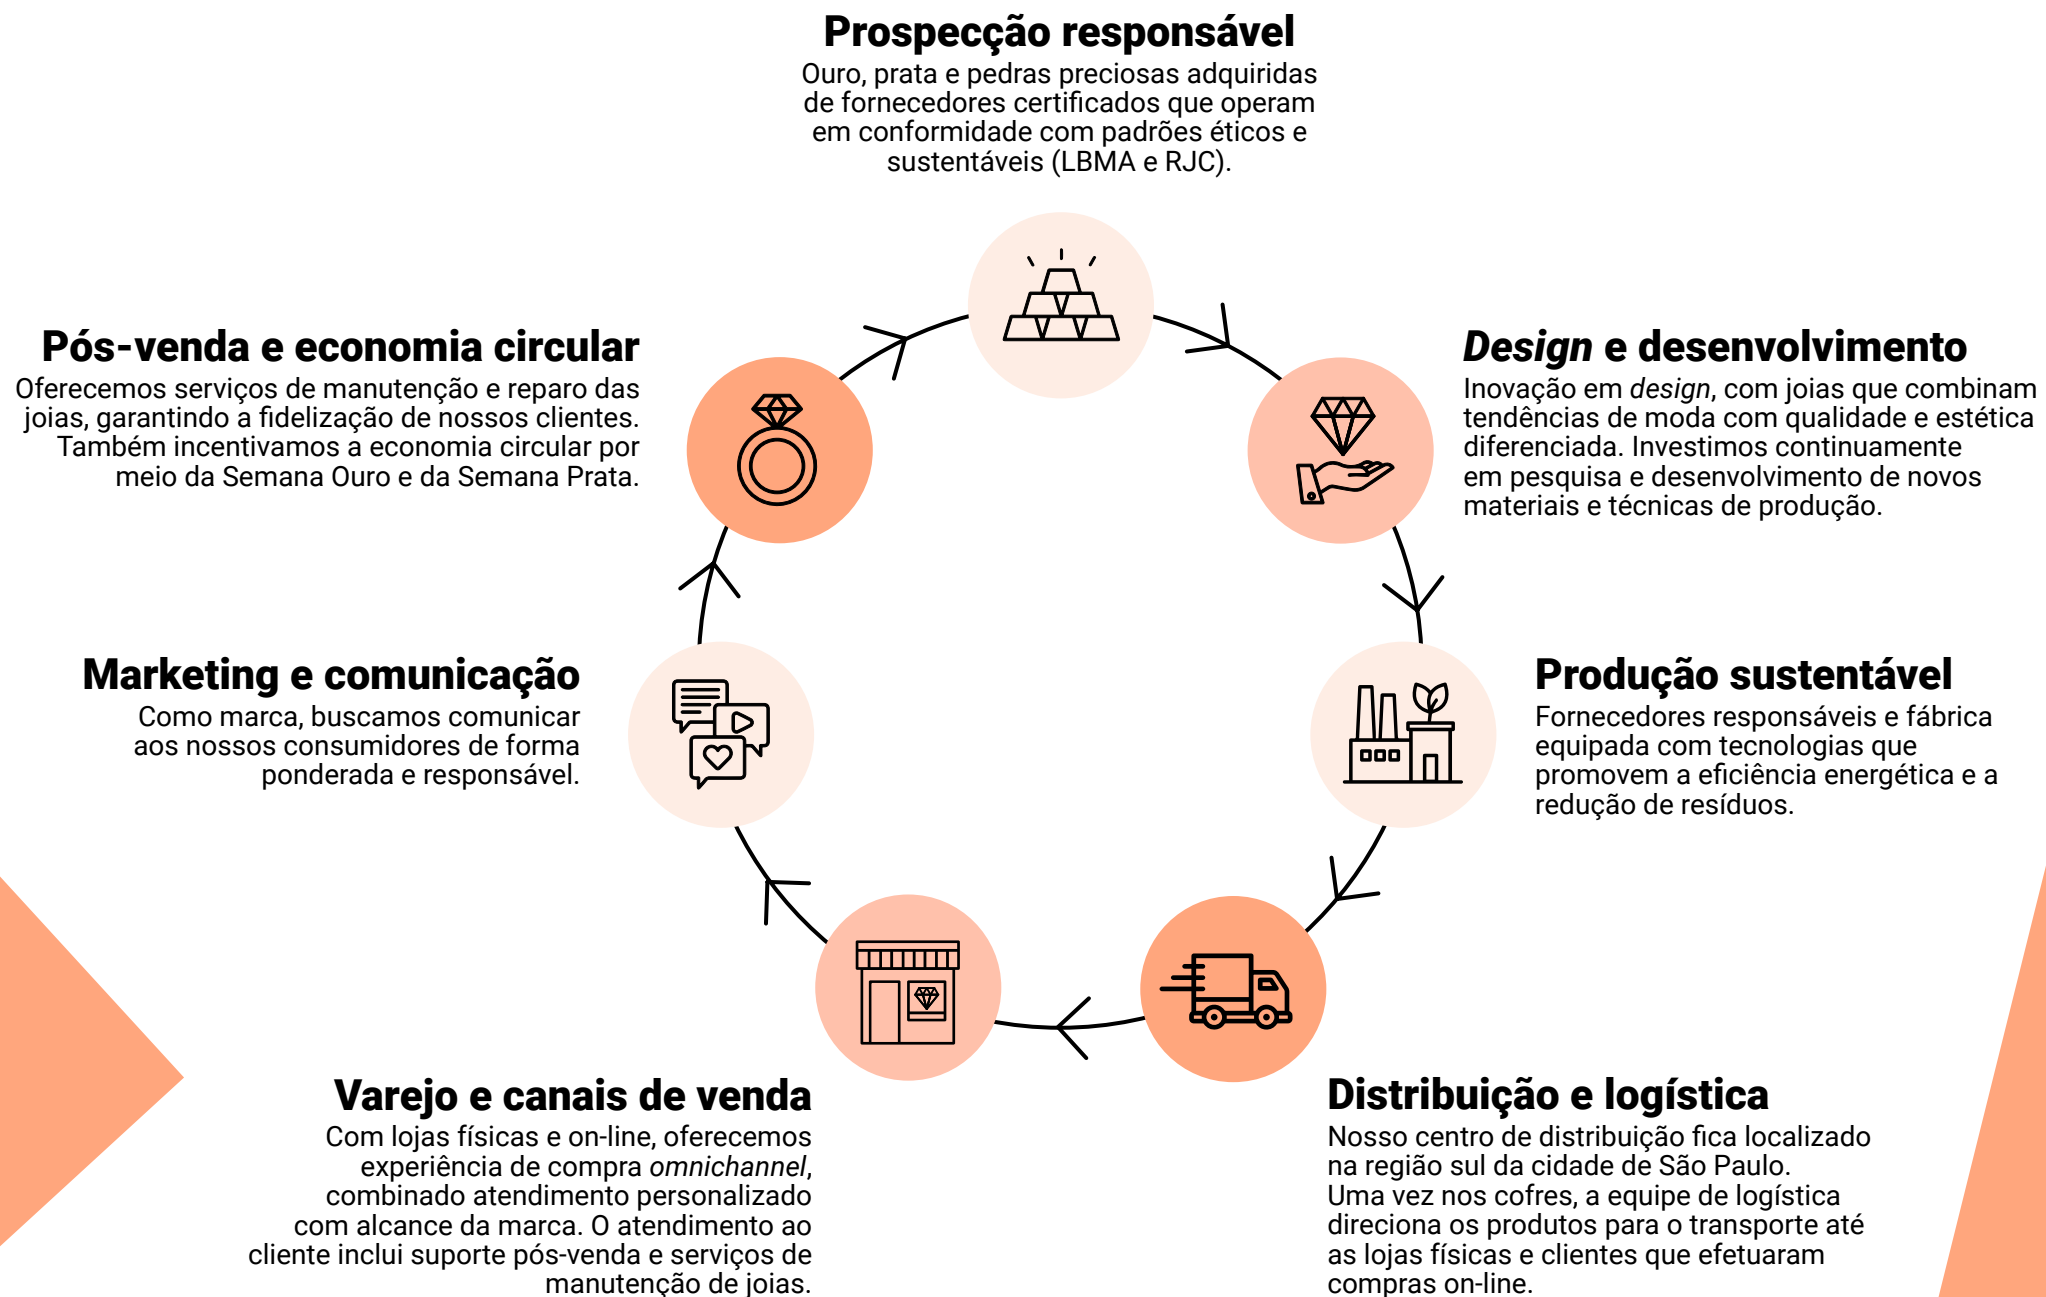 Prospecção responsável
Ouro, prata e pedras preciosas adquiridas
de fornecedores certificados que operam
em conformidade com padrões éticos e
sustentáveis (LBMA e RJC).
Design e desenvolvimento
Inovação em design, com joias que combinam
tendências de moda com qualidade e estética
diferenciada. Investimos continuamente
em pesquisa e desenvolvimento de novos
materiais e técnicas de produção.
Produção sustentável
Fornecedores responsáveis e fábrica
equipada com tecnologias que
promovem a eficiência energética e a
redução de resíduos.
Distribuição e logística
Nosso centro de distribuição fica localizado
na região sul da cidade de São Paulo.
Uma vez nos cofres, a equipe de logística
direciona os produtos para o transporte até
as lojas físicas e clientes que efetuaram
compras on-line.
Varejo e canais de venda
Com lojas físicas e on-line, oferecemos
experiência de compra omnichannel,
combinado atendimento personalizado
com alcance da marca. O atendimento ao
cliente inclui suporte pós-venda e serviços de
manutenção de joias.
Marketing e comunicação
Como marca, buscamos comunicar
aos nossos consumidores de forma
ponderada e responsável.
Pós-venda e economia circular
Oferecemos serviços de manutenção e reparo das
joias, garantindo a fidelização de nossos clientes.
Também incentivamos a economia circular por
meio da Semana Ouro e da Semana Prata.